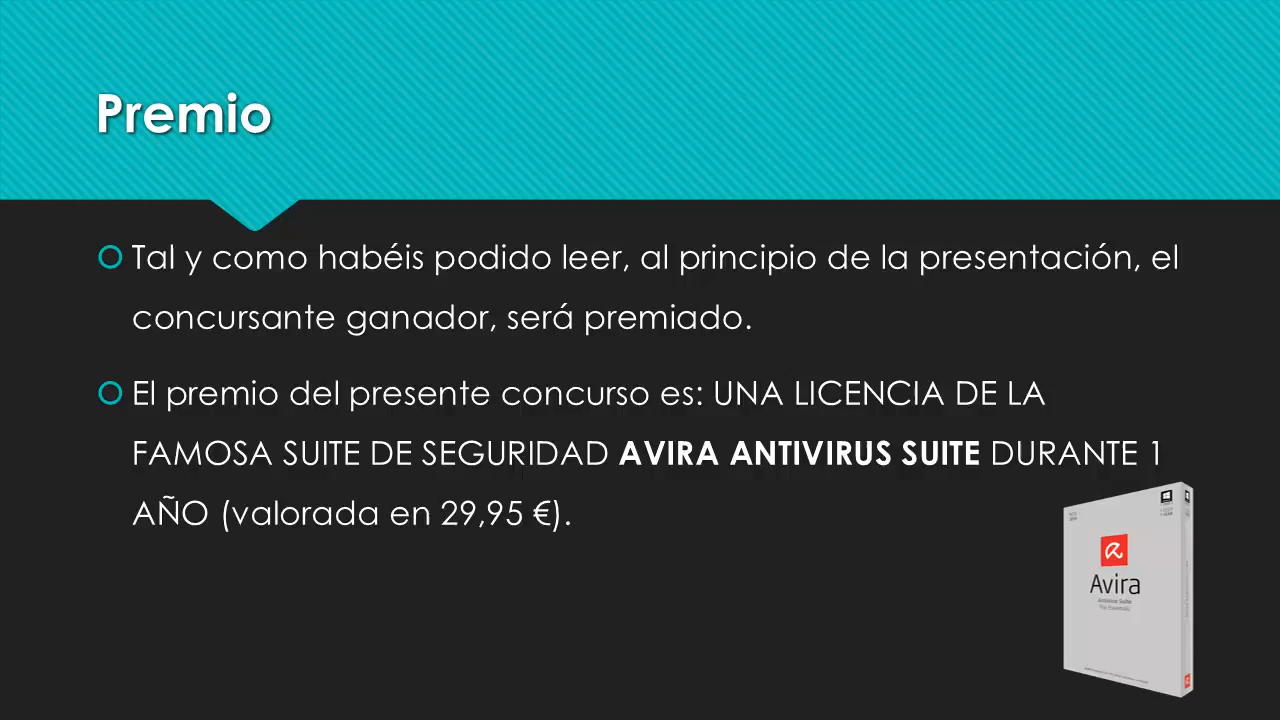 Premio
Tal y como habéis podido leer, al principio de la presentación, el
concursante ganador, será premiado.
El premio del presente concurso es: UNA LICENCIA DE LA
FAMOSA SUITE DE SEGURIDAD AVIRA ANTIVIRUS SUITE DURANTE 1
AÑO (valorada en 29,95 €).
Avira
Antivirus Suite